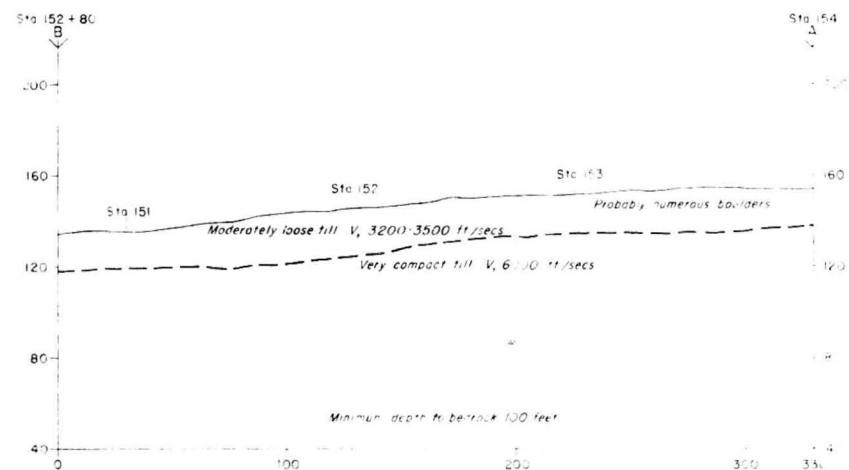 Sta 152 + 80
Sta 154
B
A
200
160
160
Sta 153
Sta 152
Probably numerous boulders
Sta 151
Moderately loose till V, 3200-3500 ft/secs
120
120
Very compact till V, ft/secs
80
Minimum depth to bedrock 100 feet
40
0
100
200
300
330